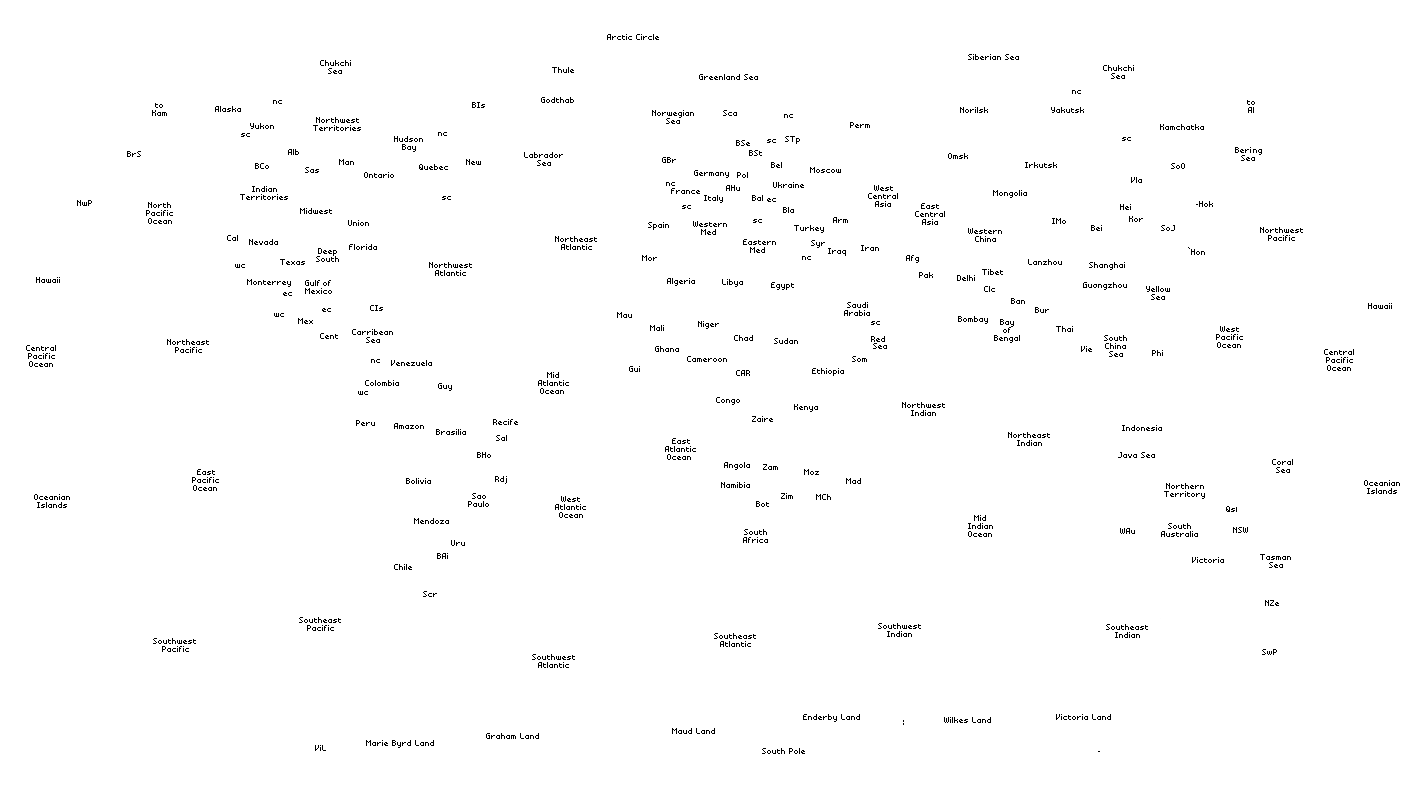 Arctic Circle
Siberian Sea
Chukchi
Sea
Thule
Greenland Sea
Chukchi
Sea
nc
to
Kam
Alaska
nc
BIs
Godthab
Norwegian
Sea
Sca
nc
Norilsk
Yakutsk
to
Al
Yukon
sc
Northwest
Territories
Hudson
Bay
nc
BSe
sc
STp
Perm
sc
Kamchatka
BrS
Alb
BCo
Sas
Man
Ontario
Quebec
New
Labrador
Sea
GBr
BSt
Bel
Moscow
Omsk
Irkutsk
SoO
Bering
Sea
Germany
Pol
Vla
nc
France
AHu
Ukraine
Indian
Territories
sc
Italy
Bal
ec
West
Central
Asia
Mongolia
NwP
North
Pacific
Ocean
Midwest
sc
Bla
East
Central
Asia
Hei
-Hok
Union
Spain
Western
Med
sc
Turkey
Arm
IMo
Bei
Kor
SoJ
Cal
Nevada
Deep
South
Florida
Northeast
Atlantic
Eastern
Med
Syr
Iraq
Iran
Western
China
Northwest
Pacific
wc
Texas
Northwest
Atlantic
Mor
nc
Afg
Lanzhou
Shanghai
`Hon
Hawaii
Monterrey
ec
Gulf of
Mexico
Algeria
Libya
Egypt
Pak
Delhi
Tibet
Clc
Guangzhou
Yellow
Sea
wc
Mex
ec
CIs
Mau
Saudi
Arabia
sc
Ban
Bur
Hawaii
Cent
Carribean
Sea
Mali
Niger
Chad
Sudan
Red
Sea
Bombay
Bay
of
Bengal
Thai
South
China
Sea
West
Pacific
Ocean
Central
Pacific
Ocean
Northeast
Pacific
Ghana
Vie
Phi
Central
Pacific
Ocean
nc
Venezuela
Gui
Cameroon
CAR
Ethiopia
Som
Colombia
wc
Guy
Mid
Atlantic
Ocean
Congo
Kenya
Northwest
Indian
Peru
Amazon
Brasilia
Recife
Sal
Zaire
Indonesia
Northeast
Indian
BHo
East
Atlantic
Ocean
Java Sea
East
Pacific
Ocean
Bolivia
Rdj
Angola
Zam
Moz
Mad
Coral
Sea
Oceanian
Islands
Sao
Paulo
West
Atlantic
Ocean
Namibia
Bot
Zim
MCh
Northern
Territory
Oceanian
Islands
Mendoza
Qsl
Uru
South
Africa
Mid
Indian
Ocean
WAu
South
Australia
NSW
BAi
Chile
Victoria
Tasman
Sea
Scr
NZe
Southeast
Pacific
Southwest
Pacific
Southeast
Atlantic
Southwest
Indian
Southeast
Indian
Southwest
Atlantic
SwP
Enderby Land
:
Wilkes Land
Victoria Land
Maud Land
Graham Land
Marie Byrd Land
ViL
South Pole
-